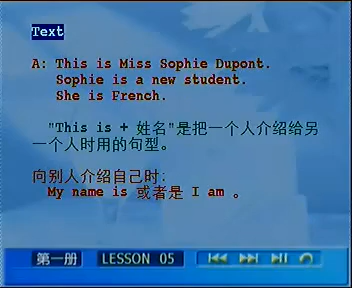 Text
A: This is Miss Sophie Dupont.
Sophie is a new student.
She is French.
"This is + 姓名"是把一个人介绍给另
一个人时用的句型。
向别人介绍自己时:
My name is 或者是 I am 。
第一册 LESSON 05